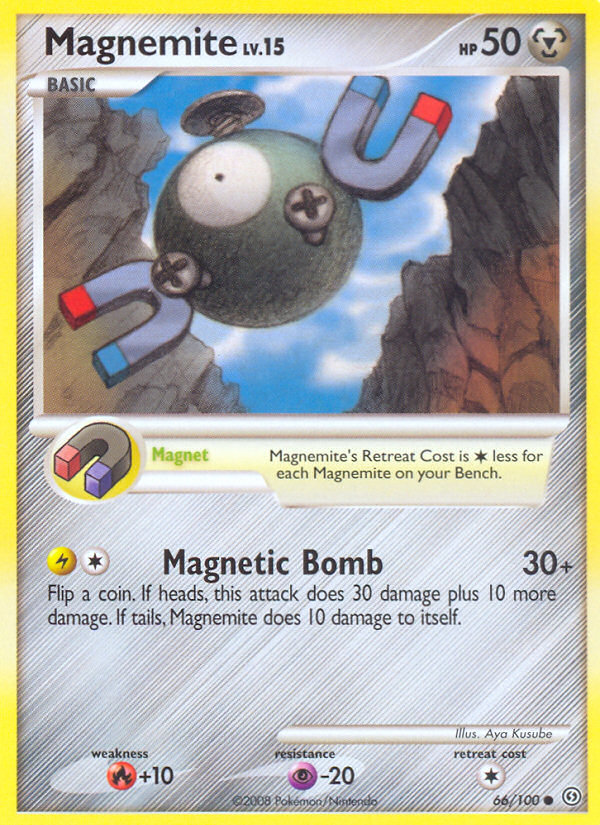 Magnemite LV.15 HP 50
BASIC
Magnet
Magnemite's Retreat Cost is ✶ less for
each Magnemite on your Bench.
Magnetic Bomb 30+
Flip a coin. If heads, this attack does 30 damage plus 10 more
damage. If tails, Magnemite does 10 damage to itself.
Illus. Aya Kusube
weakness resistance retreat cost
+10 -20
©2008 Pokémon/Nintendo 66/100